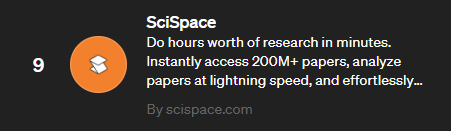 SciSpace
9
Do hours worth of research in minutes.
Instantly access 200M+ papers, analyze
papers at lightning speed, and effortlessly...
By scispace.com